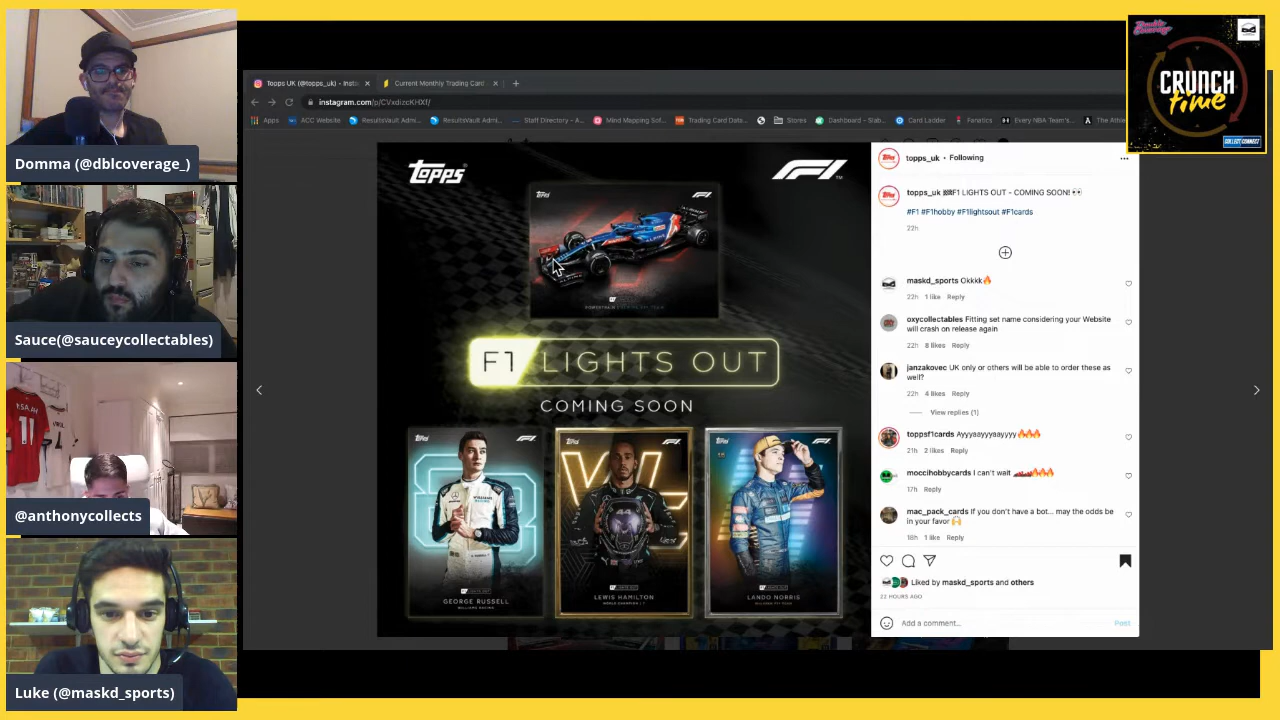 Domma (@dblcoverage_)
Sauce(@sauceycollectables)
@anthonycollects
Luke (@maskd_sports)
CRUNCH
time
COLLECT CONNECT
Topps UK (@topps_uk) • Insta
Current Monthly Trading Card
instagram.com/p/CVxdizcKHXf/
Apps
ACC Website
ResultsVault Admi...
ResultsVault Admi...
Staff Directory - A...
Mind Mapping Sof...
Trading Card Data...
Stores
Dashboard - Slab...
Card Ladder
Fanatics
Every NBA Team's...
The Athle
Topps
F1
F1 LIGHTS OUT
COMING SOON
GEORGE RUSSELL
WILLIAMS RACING
LEWIS HAMILTON
LANDO NORRIS
topps_uk • Following
topps_uk F1 LIGHTS OUT - COMING SOON! 👀
#F1 #F1hobby #F1lightsout #F1cards
22h
maskd_sports Okkkk🔥
22h 1 like Reply
oxycollectables Fitting set name considering your Website
will crash on release again
22h 8 likes Reply
janzakovec UK only or others will be able to order these as
well?
22h 4 likes Reply
View replies (1)
toppsf1cards Ayyyayyyaayyyy🔥🔥🔥
21h 2 likes Reply
moccihobbycards I can't wait 🏎️🔥🔥🔥
17h Reply
mac_pack_cards If you don't have a bot... may the odds be
in your favor 🙌
18h 1 like Reply
Liked by maskd_sports and others
22 HOURS AGO
Add a comment...
Post